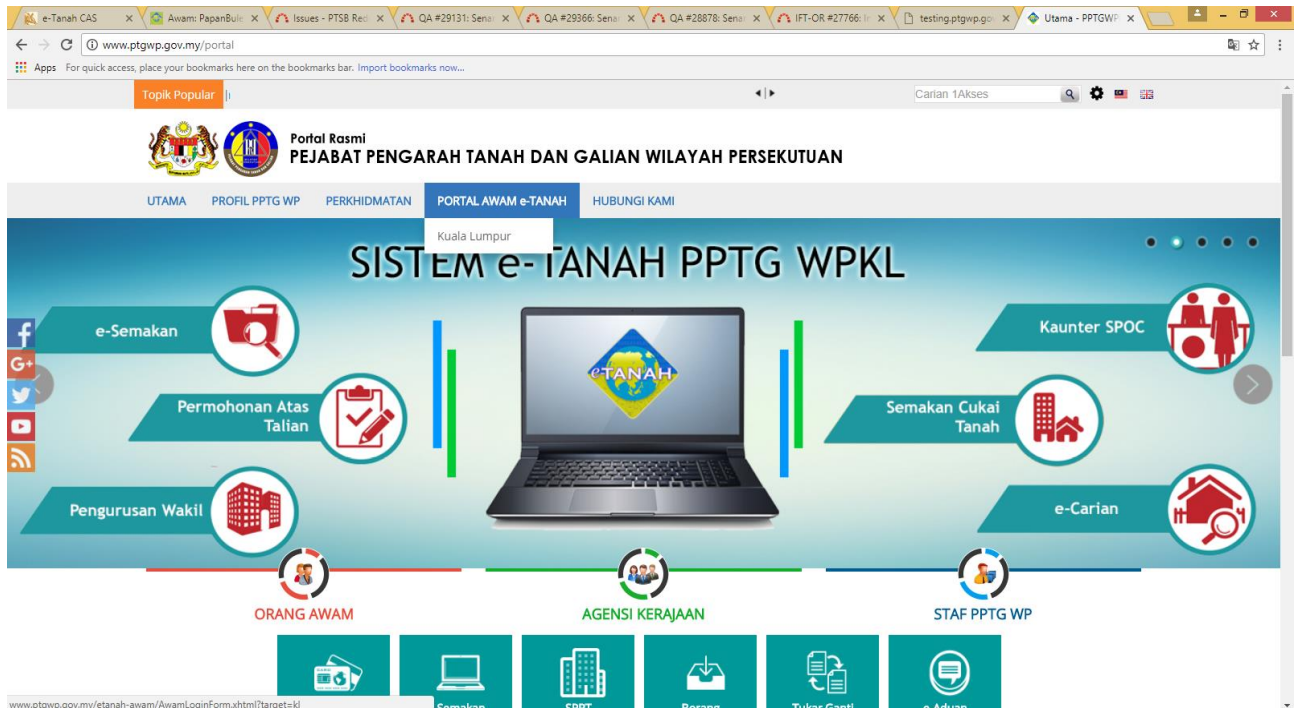 e-Tanah CAS
Awam: PapanBule
Issues - PTSB Red
QA #29131: Senar
QA #29366: Senar
QA #28878: Senar
IFT-OR #27766:
testing.ptgwp.go
Utama - PPTGWP
www.ptgwp.gov.my/portal
Apps For quick access, place your bookmarks here on the bookmarks bar. Import bookmarks now...
Topik Popular
Carian 1Akses
Portal Rasmi
PEJABAT PENGARAH TANAH DAN GALIAN WILAYAH PERSEKUTUAN
UTAMA PROFIL PPTG WP PERKHIDMATAN PORTAL AWAM e-TANAH HUBUNGI KAMI
Kuala Lumpur
SISTEM e-TANAH PPTG WPKL
e-Semakan
Kaunter SPOC
eTANAH
Permohonan Atas
Talian
Semakan Cukai
Tanah
Pengurusan Wakil
e-Carian
ORANG AWAM
AGENSI KERAJAAN
STAF PPTG WP
Semakan
SPPT
Borang
Tukar Ganti
e-Aduan
www.ptgwp.gov.my/etanah-awam/AwamLoginForm.xhtml?target=kl